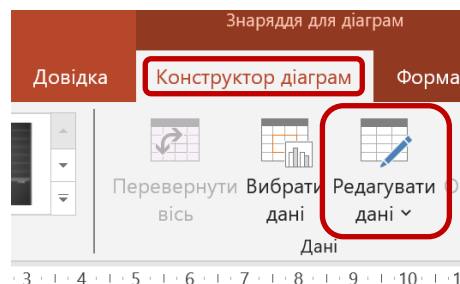 Знаряддя для діаграм
Довідка Конструктор діаграм Форма
Перевернути Вибрати Редагувати О
вісь дані дані
Дані
3 4 5 6 7 8 9 10 1